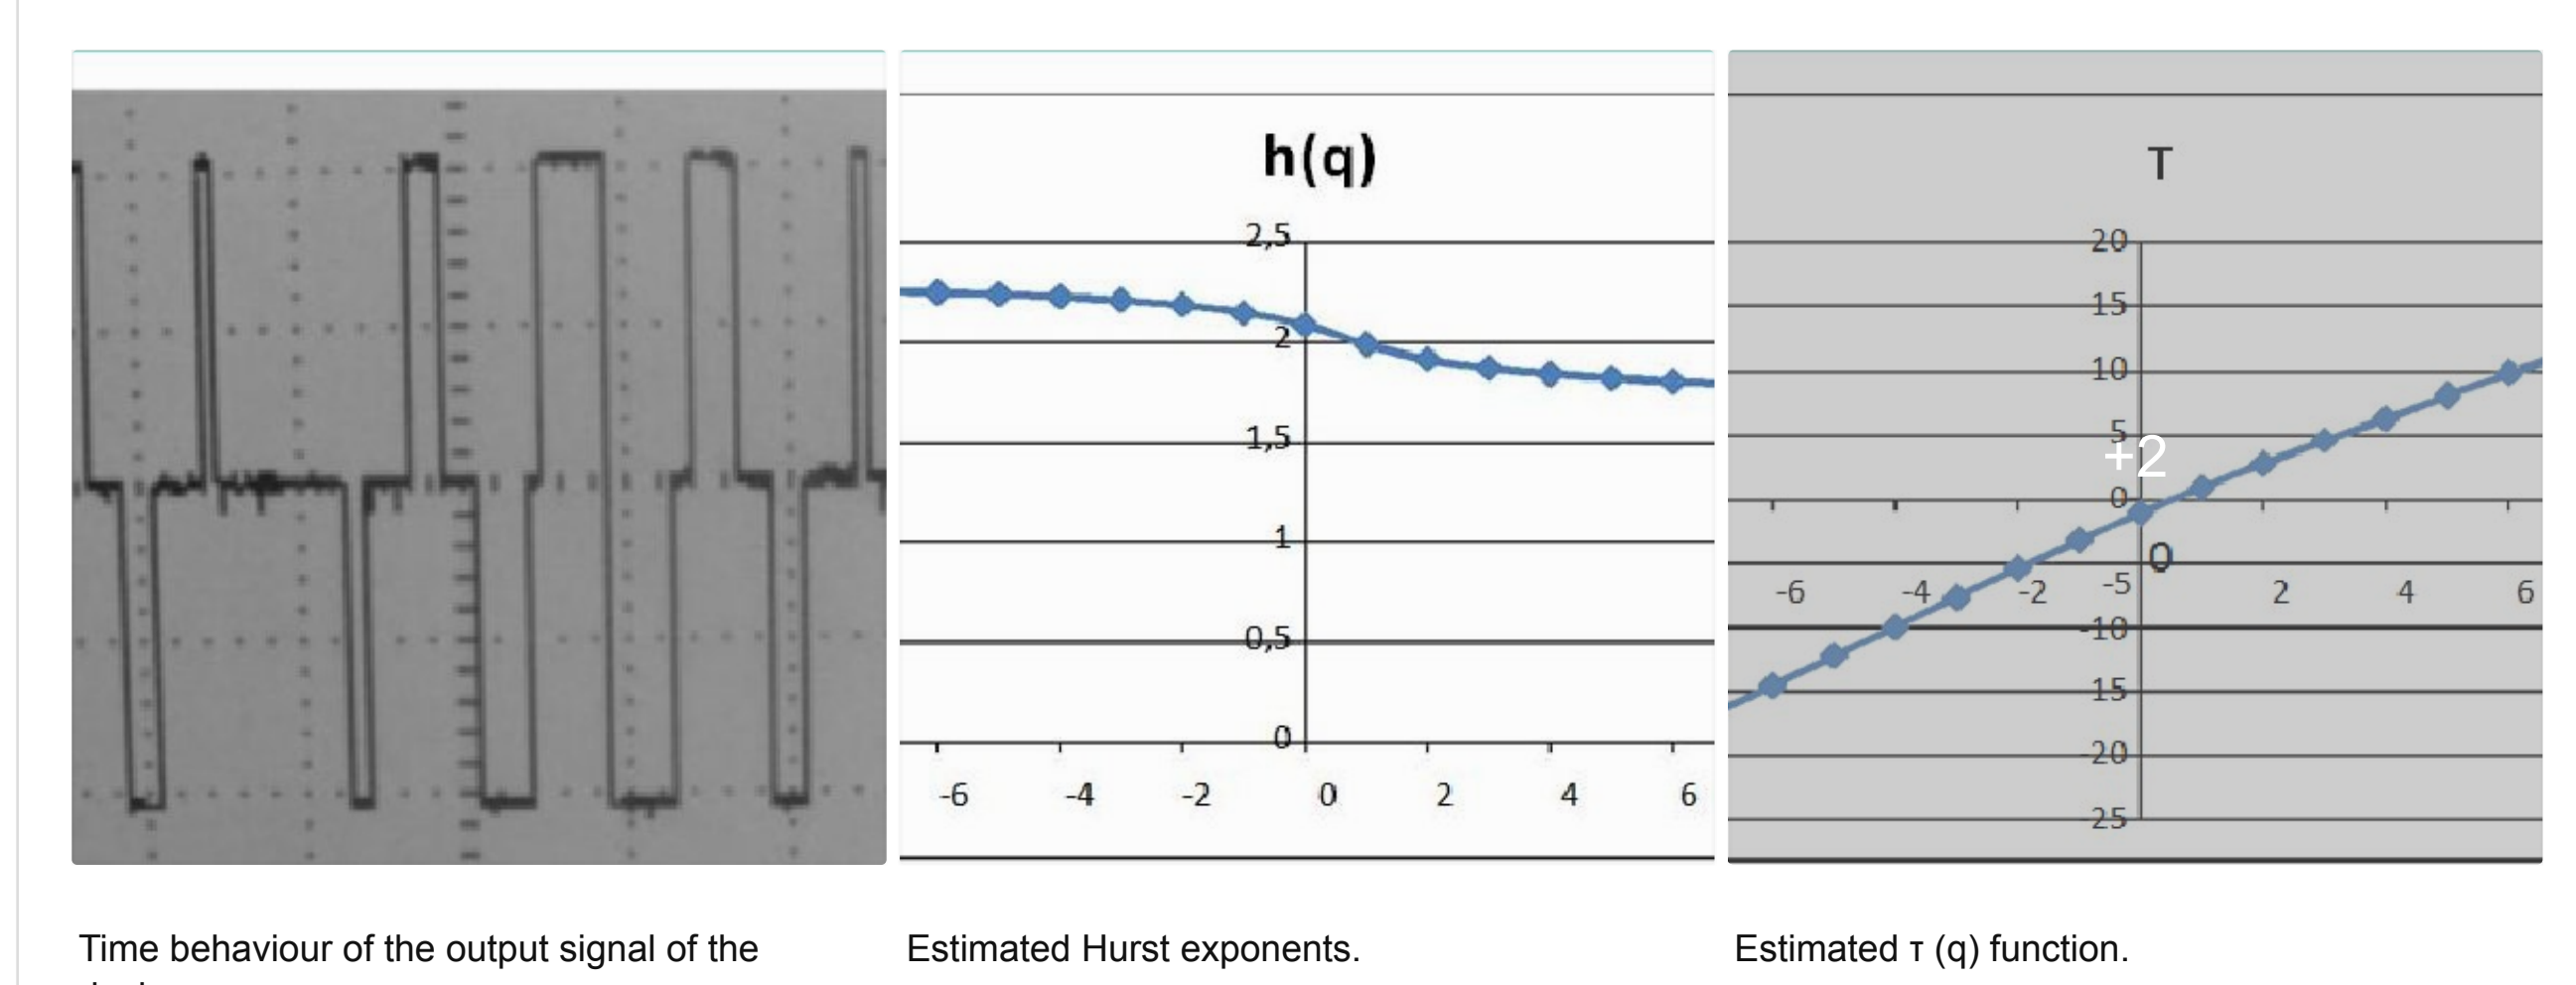 h(q)
2,5
2
1,5
1
0,5
0
-6 -4 -2 0 2 4 6
T
20
15
10
5
+2
0
0
-6 -4 -2 -5 2 4 6
-10
15
-20
-25
Time behaviour of the output signal of the
Estimated Hurst exponents.
Estimated τ (q) function.